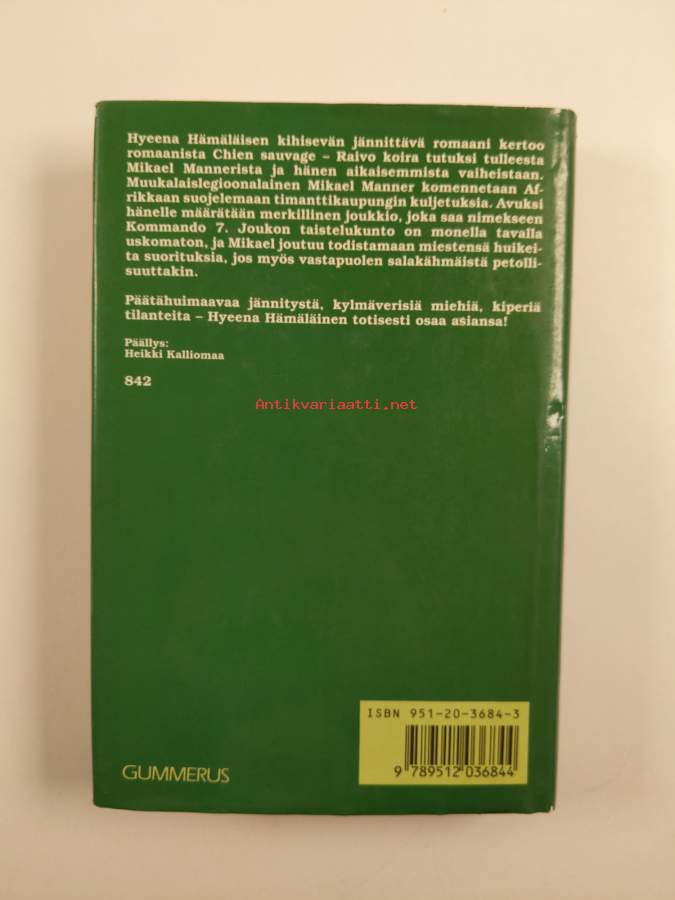 Hyeena Hämäläisen kihisevän jännittävä romaani kertoo
romaanista Chien sauvage – Raivo koira tutuksi tulleesta
Mikael Mannerista ja hänen aikaisemmista vaiheistaan.
Muukalaislegioonalainen Mikael Manner komennetaan Af-
rikkaan suojelemaan timanttikaupungin kuljetuksia. Avuksi
hänelle määrätään merkillinen joukkio, joka saa nimekseen
Kommando 7. Joukon taistelukunto on monella tavalla
uskomaton, ja Mikael joutuu todistamaan miestensä huikei-
ta suorituksia, jos myös vastapuolen salakähmäistä petolli-
suuttakin.
Päätähuimaavaa jännitystä, kylmäverisiä miehiä, kiperiä
tilanteita – Hyeena Hämäläinen totisesti osaa asiansa!
Päällys:
Heikki Kalliomaa
842
Antikvariaatti.net
ISBN 951-20-3684-3
9 789512 036844
GUMMERUS